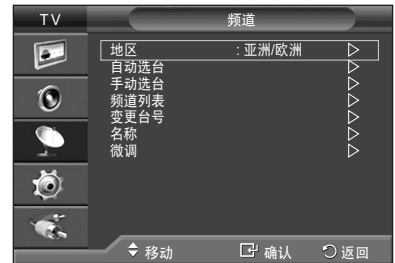 TV 频道
地区 : 亚洲/欧洲
自动选台
手动选台
频道列表
变更台号
名称
微调
移动 确认 返回